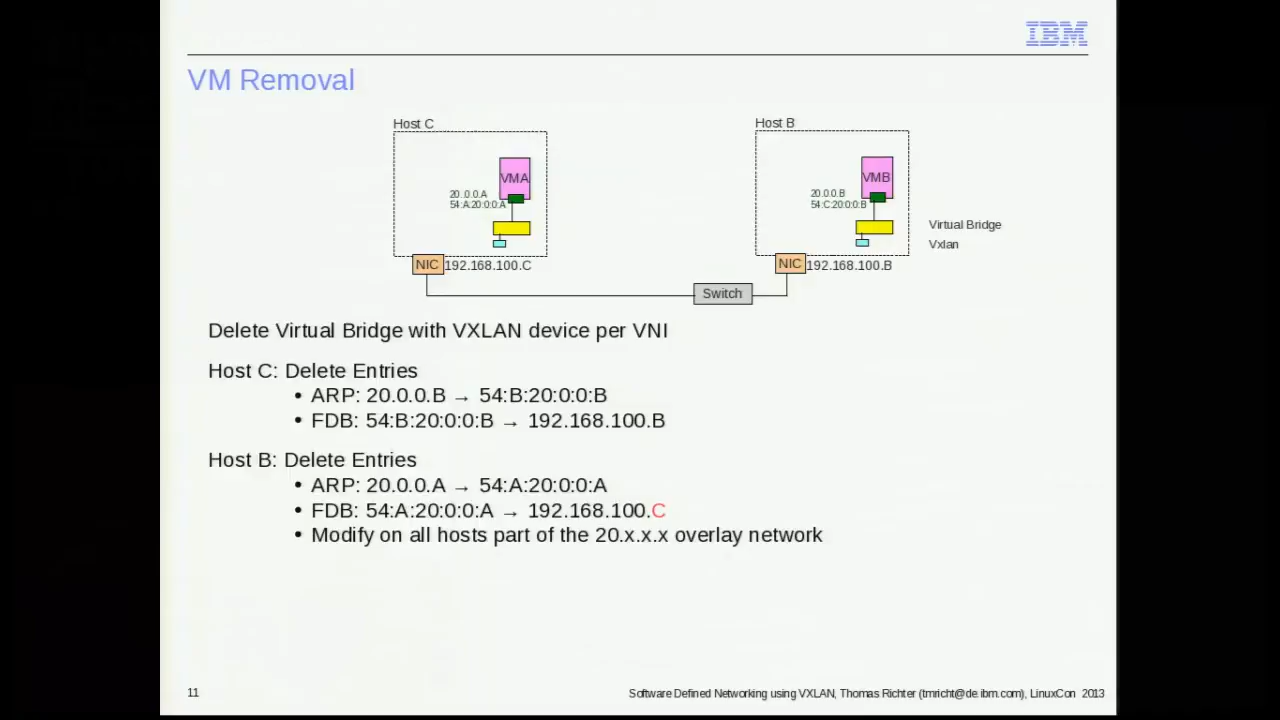 IBM
VM Removal
Host C
Host B
VMA
20.0.0.A
54:A:20:0:0:A
VMB
20.0.0.B
54:C:20:0:0:B
Virtual Bridge
Vxlan
NIC 192.168.100.C
NIC 192.168.100.B
Switch
Delete Virtual Bridge with VXLAN device per VNI
Host C: Delete Entries
• ARP: 20.0.0.B → 54:B:20:0:0:B
• FDB: 54:B:20:0:0:B → 192.168.100.B
Host B: Delete Entries
• ARP: 20.0.0.A → 54:A:20:0:0:A
• FDB: 54:A:20:0:0:A → 192.168.100.C
• Modify on all hosts part of the 20.x.x.x overlay network
11
Software Defined Networking using VXLAN, Thomas Richter (tmricht@de.ibm.com), LinuxCon 2013